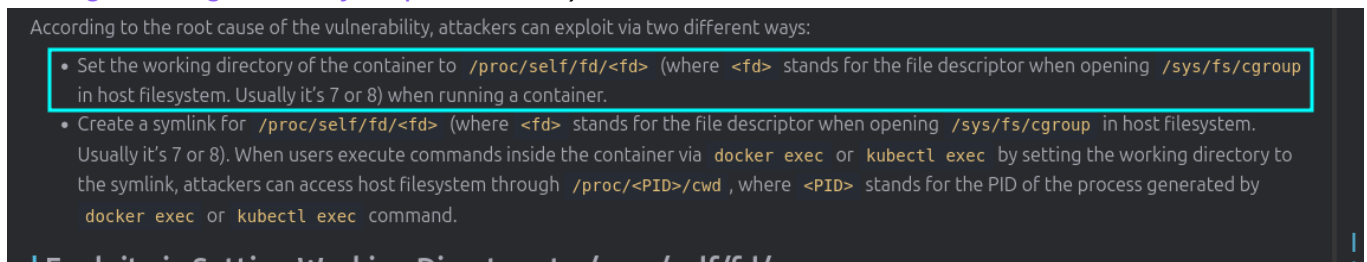 According to the root cause of the vulnerability, attackers can exploit via two different ways:
• Set the working directory of the container to /proc/self/fd/<fd> (where <fd> stands for the file descriptor when opening /sys/fs/cgroup
in host filesystem. Usually it's 7 or 8) when running a container.
• Create a symlink for /proc/self/fd/<fd> (where <fd> stands for the file descriptor when opening /sys/fs/cgroup in host filesystem.
Usually it's 7 or 8). When users execute commands inside the container via docker exec or kubectl exec by setting the working directory to
the symlink, attackers can access host filesystem through /proc/<PID>/cwd , where <PID> stands for the PID of the process generated by
docker exec or kubectl exec command.